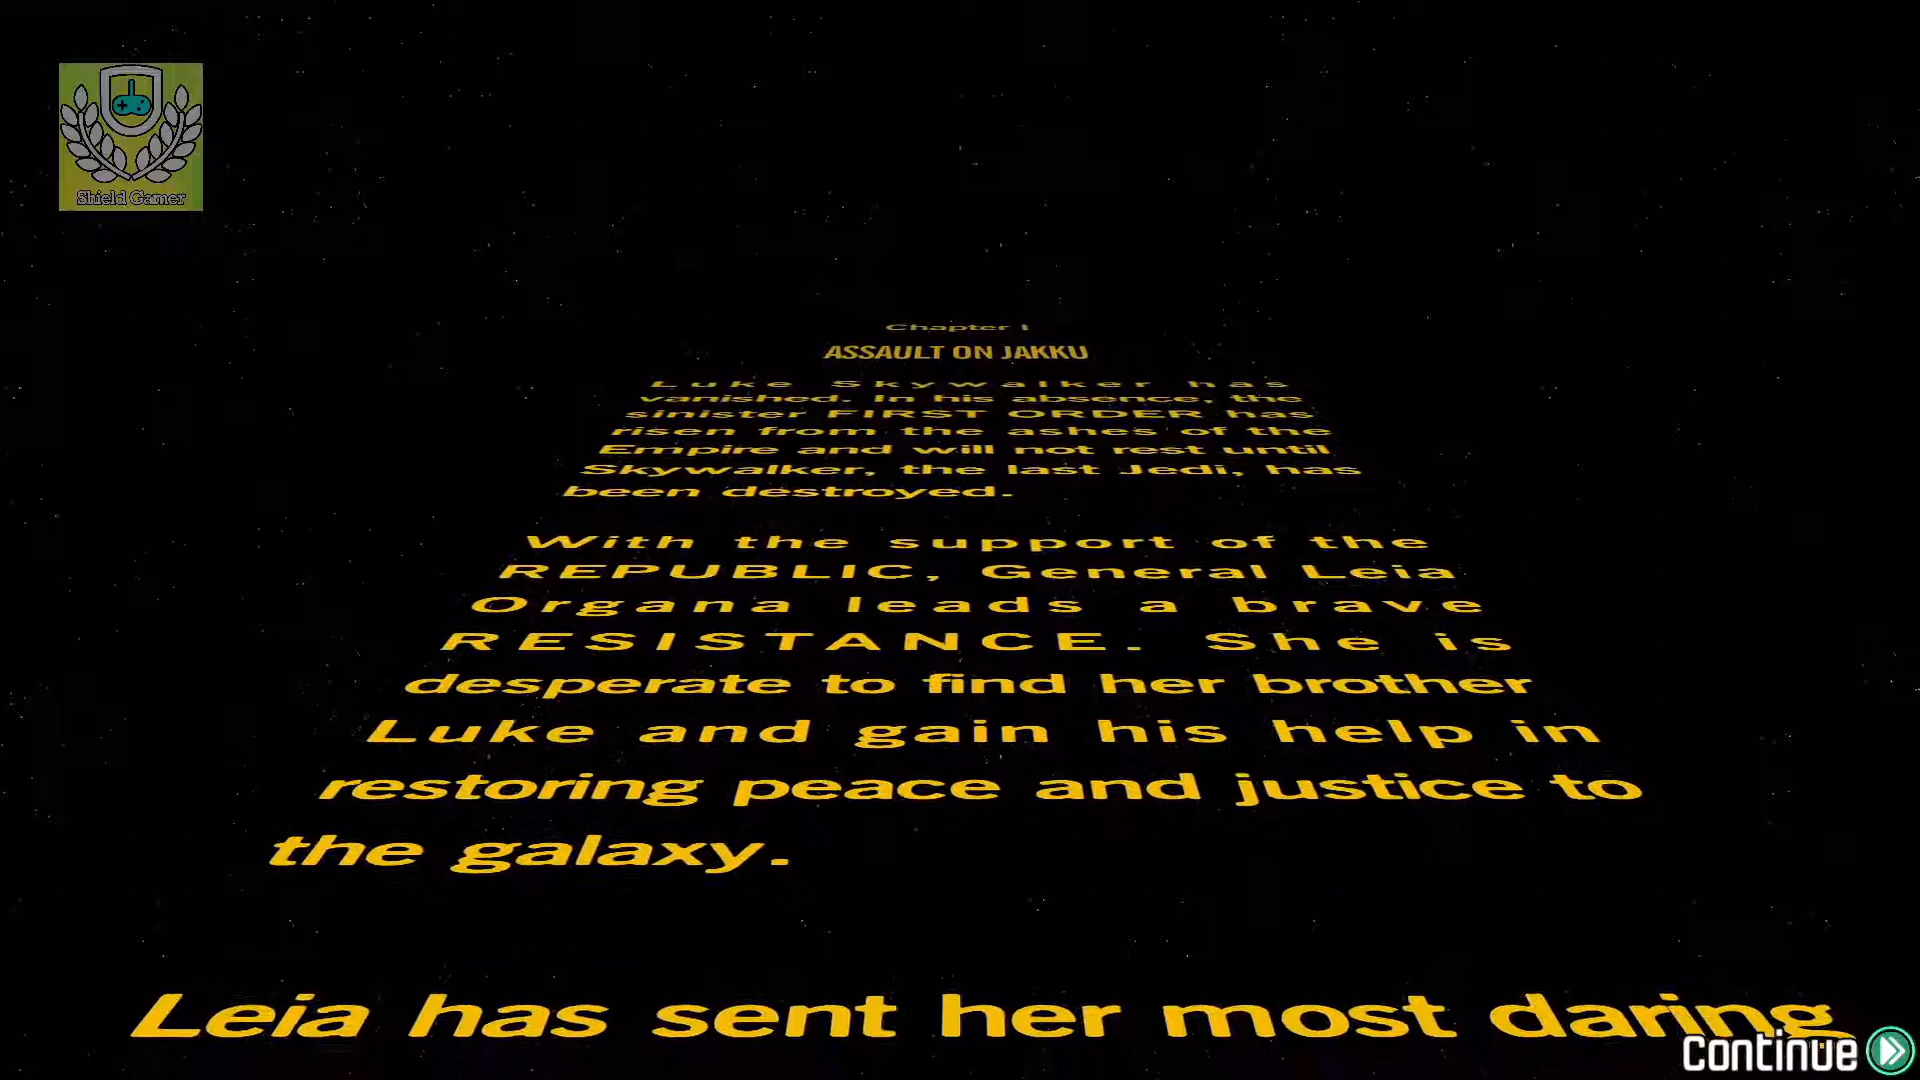 Shield Gamer
Chapter I
ASSAULT ON JAKKU
Luke Skywalker has
vanished. In his absence, the
sinister FIRST ORDER has
risen from the ashes of the
Empire and will not rest until
Skywalker, the last Jedi, has
been destroyed.
With the support of the
REPUBLIC, General Leia
Organa leads a brave
RESISTANCE. She is
desperate to find her brother
Luke and gain his help in
restoring peace and justice to
the galaxy.
Leia has sent her most daring
Continue